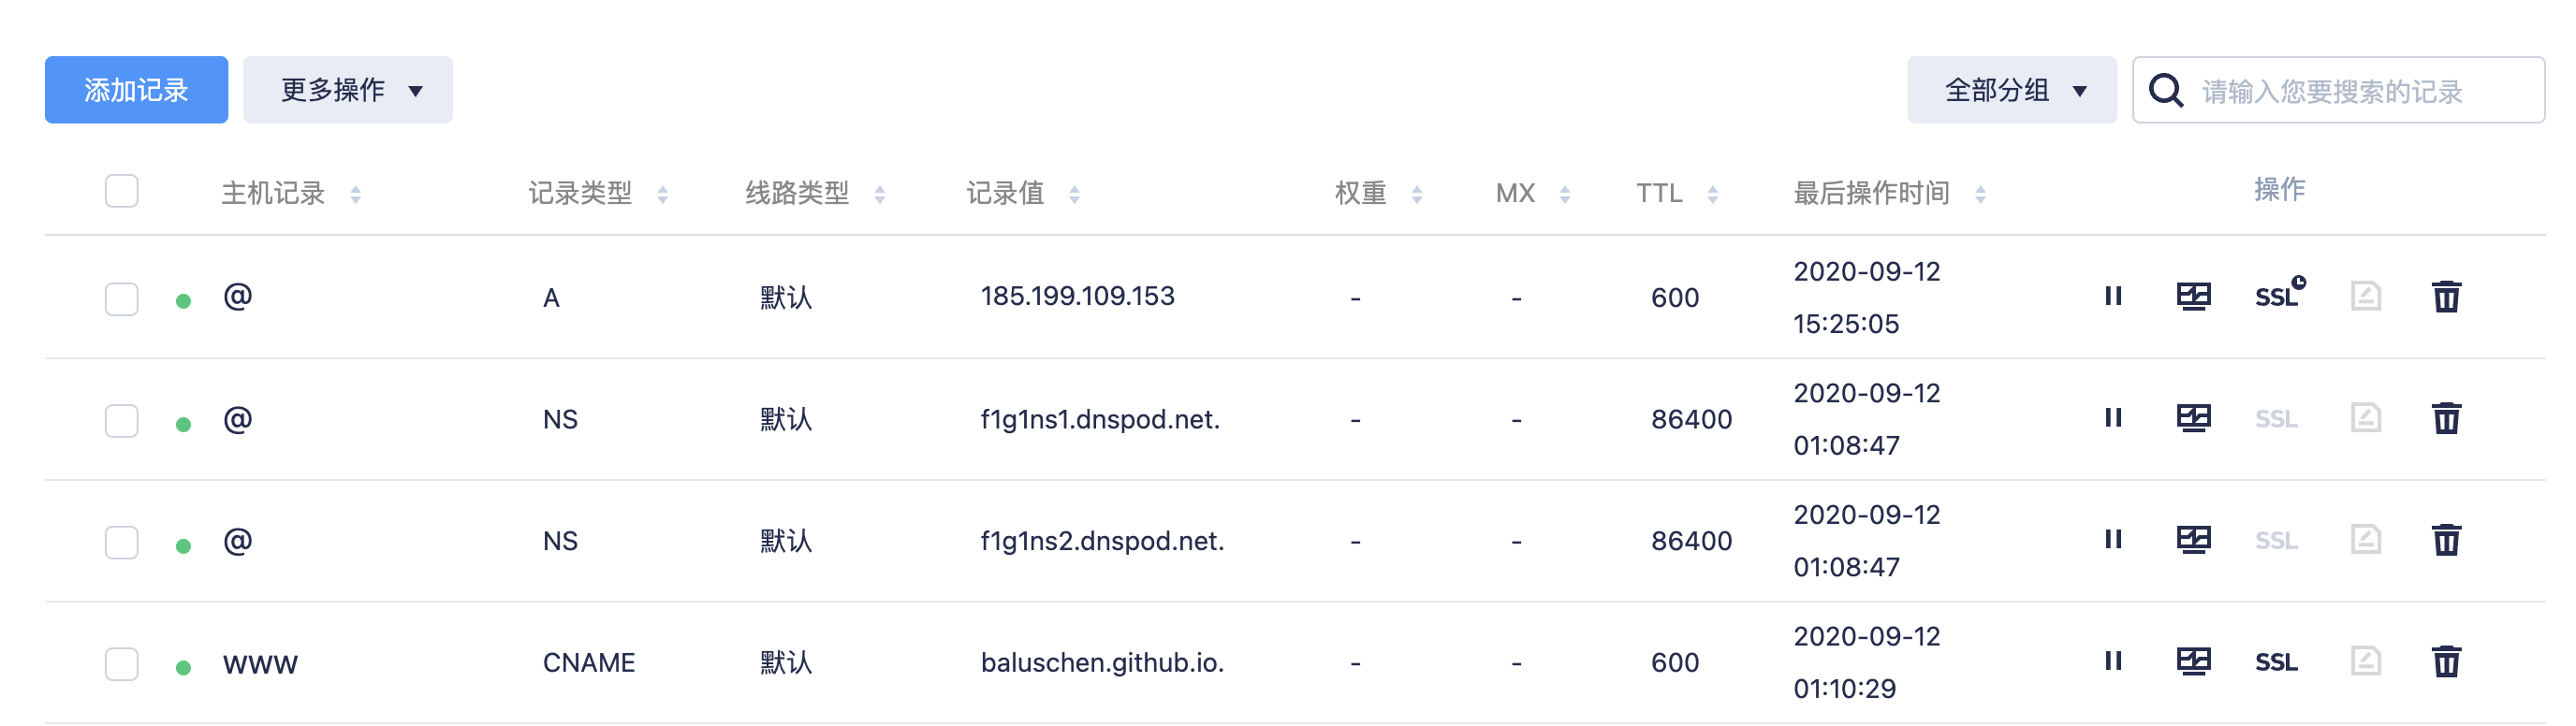 添加记录 更多操作 全部分组 请输入您要搜索的记录
主机记录 记录类型 线路类型 记录值 权重 MX TTL 最后操作时间 操作
@ A 默认 185.199.109.153 - - 600 2020-09-12 SSL
15:25:05
@ NS 默认 f1g1ns1.dnspod.net. - - 86400 2020-09-12 SSL
01:08:47
@ NS 默认 f1g1ns2.dnspod.net. - - 86400 2020-09-12 SSL
01:08:47
www CNAME 默认 baluschen.github.io. - - 600 2020-09-12 SSL
01:10:29